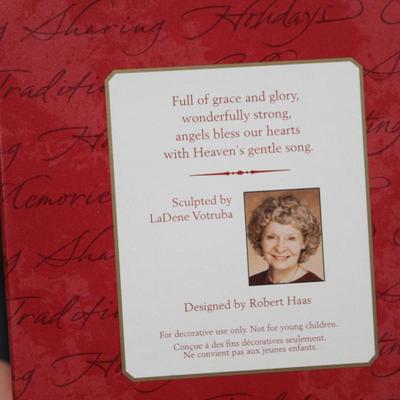 Sharing Holidays
Full of grace and glory,
wonderfully strong,
angels bless our hearts
with Heaven's gentle song.
Sculpted by
LaDene Votruba
Designed by Robert Haas
For decorative use only. Not for young children.
Conçue à des fins décoratives seulement.
Ne convient pas aux jeunes enfants.
Memories
Sharing